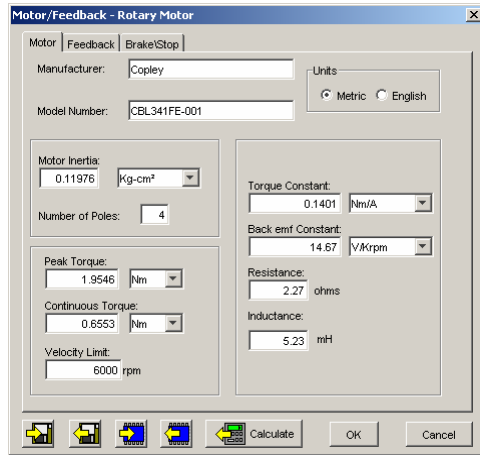 Motor/Feedback - Rotary Motor
Motor Feedback Brake\Stop
Manufacturer: Copley
Units
Metric English
Model Number: CBL341FE-001
Motor Inertia:
0.11976 Kg-cm²
Number of Poles: 4
Peak Torque:
1.9546 Nm
Continuous Torque:
0.6553 Nm
Velocity Limit:
6000 rpm
Torque Constant:
0.1401 Nm/A
Back emf Constant:
14.67 V/Krpm
Resistance:
2.27 ohms
Inductance:
5.23 mH
Calculate OK Cancel